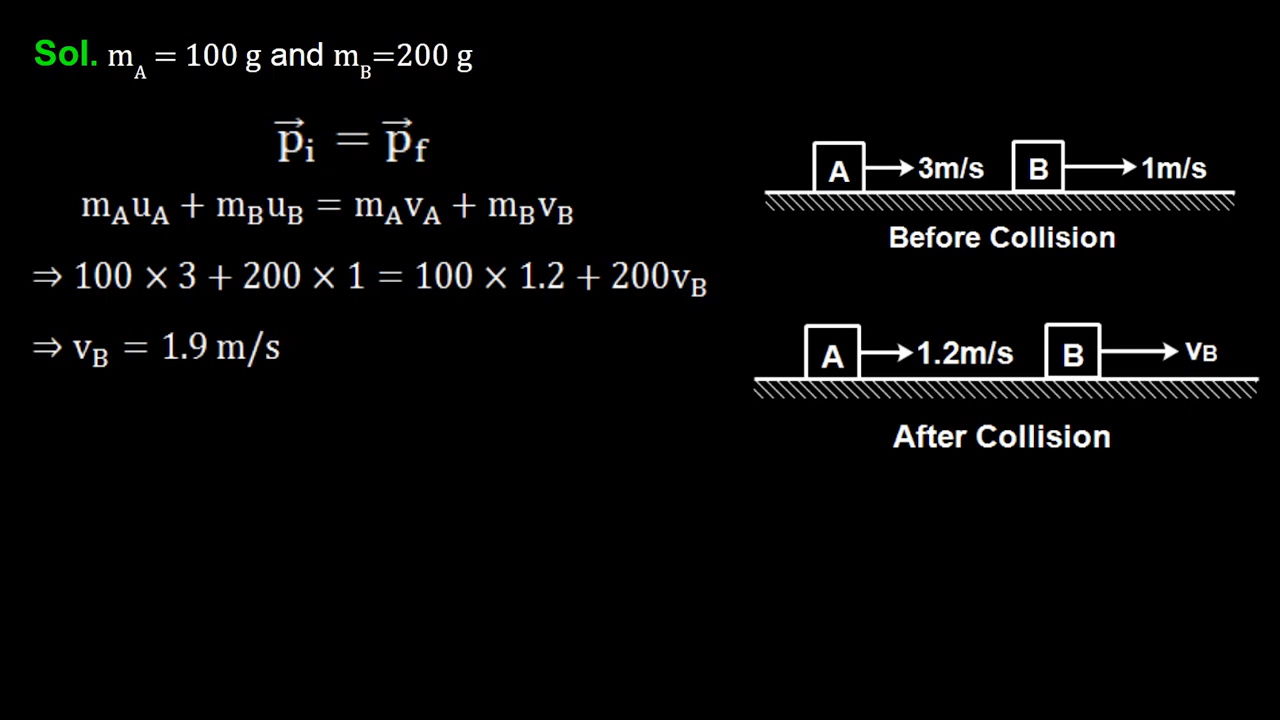 Sol. m_A = 100 g and m_B=200 g
p⃗_i = p⃗_f
m_A u_A + m_B u_B = m_A v_A + m_B v_B
⇒ 100 × 3 + 200 × 1 = 100 × 1.2 + 200v_B
⇒ v_B = 1.9 m/s
A 3m/s B 1m/s
Before Collision
A 1.2m/s B v_B
After Collision